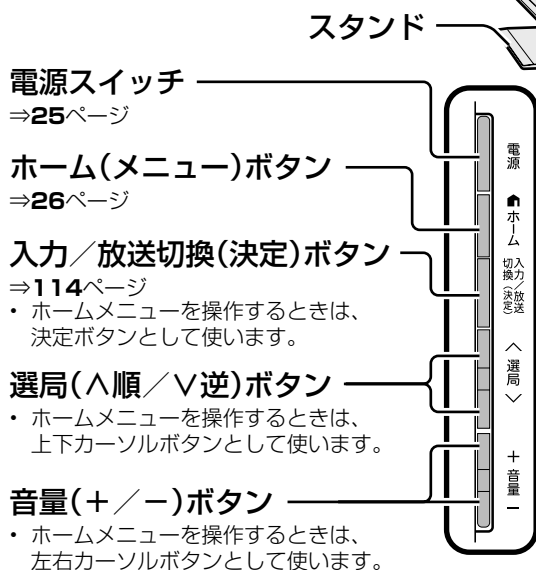 スタンド
電源スイッチ
⇒25ページ
ホーム(メニュー)ボタン
⇒26ページ
入力／放送切換(決定)ボタン
⇒114ページ
• ホームメニューを操作するときは、
決定ボタンとして使います。
選局(∧順／∨逆)ボタン
• ホームメニューを操作するときは、
上下カーソルボタンとして使います。
音量(＋／－)ボタン
• ホームメニューを操作するときは、
左右カーソルボタンとして使います。
電源
ホーム
入力／放送
切換(決定)
∧ 選局 ∨
＋ 音量 －